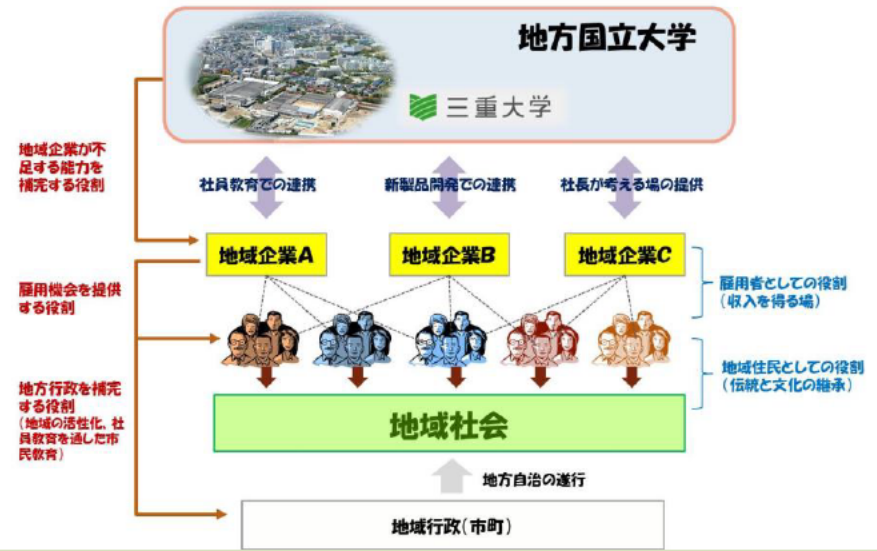 地方国立大学
三重大学
地域企業が不
足する能力を
補完する役割
社員教育での連携
新製品開発での連携
社長が考える場の提供
地域企業A
地域企業B
地域企業C
雇用機会を提供
する役割
雇用者としての役割
(収入を得る場)
地域住民としての役割
(伝統と文化の継承)
地方行政を補完
する役割
(地域の活性化、社
員教育を通した市
民教育)
地域社会
地方自治の遂行
地域行政(市町)